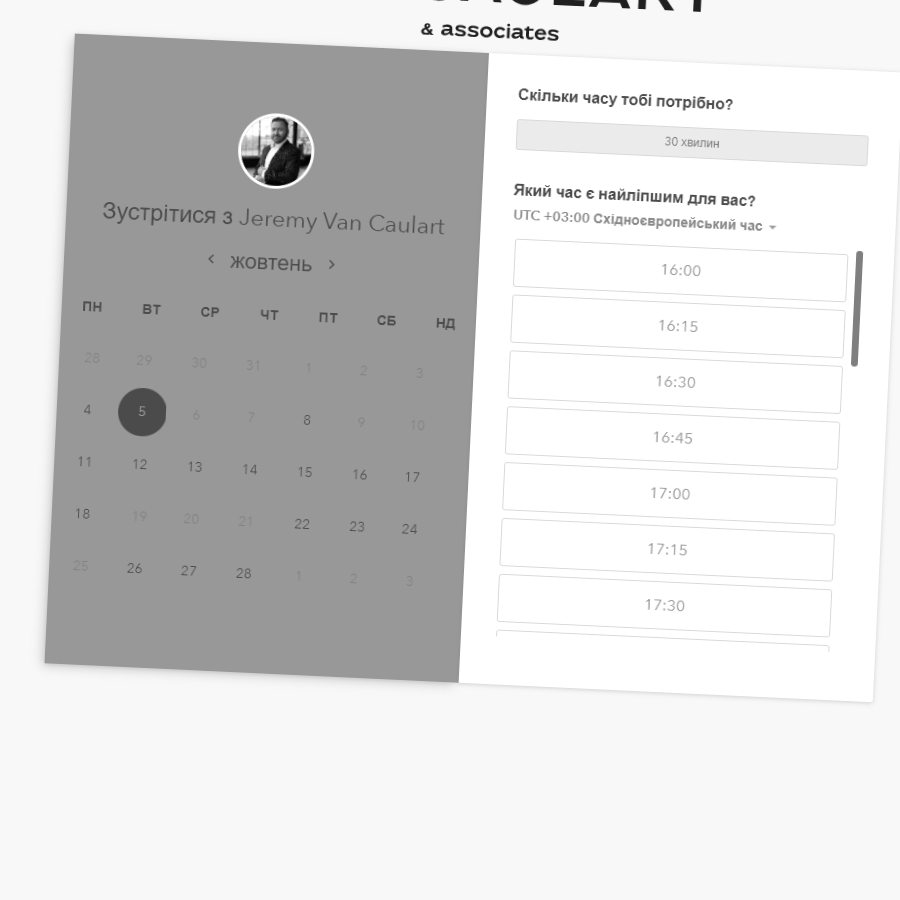 & associates
Зустрітися з Jeremy Van Caulart
‹ жовтень ›
ПН ВТ СР ЧТ ПТ СБ НД
28 29 30 31 1 2 3
4 5 6 7 8 9 10
11 12 13 14 15 16 17
18 19 20 21 22 23 24
25 26 27 28 1 2 3
Скільки часу тобі потрібно?
30 хвилин
Який час є найліпшим для вас?
UTC +03:00 Східноєвропейський час
16:00
16:15
16:30
16:45
17:00
17:15
17:30